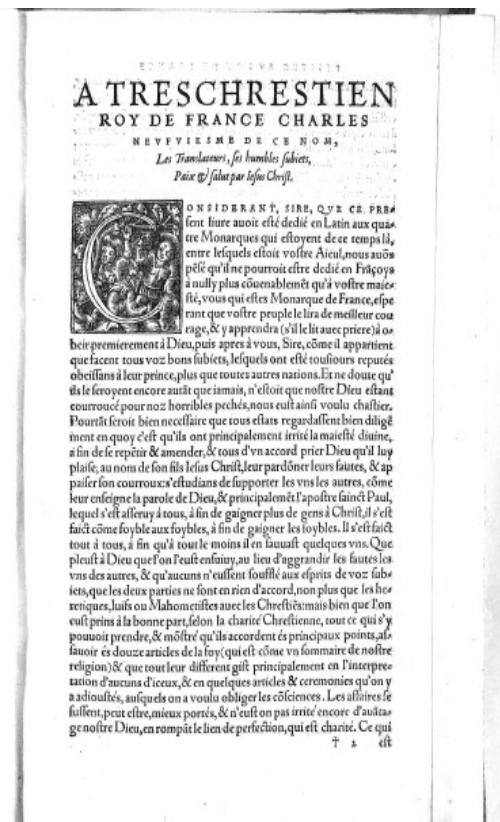 A TRESCHRESTIEN
ROY DE FRANCE CHARLES
NEVFVIESME DE CE NOM,
Les Translateurs, ses humbles subiets,
Paix & salut par Iesus Christ.
CONSIDERANT, SIRE, QVE CE PRE-
sent liure auoit esté dedié en Latin aux qua-
tre Monarques qui estoyent de ce temps là,
entre lesquels estoit vostre Aieul, nous auõs
pẽsé qu'il ne pourroit estre dedié en Frãçoys
à nully plus cõuenablemẽt qu'à vostre maie-
sté, vous qui estes Monarque de France, espe
rant que vostre peuple le lira de meilleur cou
rage, & y apprendra (s'il le lit auec priere) à o-
beir premierement à Dieu, puis apres à vous, Sire, cõme il appartient
que facent tous voz bons subiets, lesquels ont esté tousiours reputés
obeissans à leur prince, plus que toutes autres nations. Et ne doute qu'
ils le seroyent encore autãt que iamais, n'estoit que nostre Dieu estant
courroucé pour noz horribles pechés, nous eust ainsi voulu chastier.
Pourtãt seroit bien necessaire que tous estats regardassent bien diligẽ
ment en quoy c'est qu'ils ont principalement irrité la maiesté diuine,
à fin de se repẽtir & amender, & tous d'vn accord prier Dieu qu'il luy
plaise, au nom de son fils Iesus Christ, leur pardõner leurs fautes, & ap
paiser son courroux: s'estudians de supporter les vns les autres, cõme
leur enseigne la parole de Dieu, & principalemẽt l'apostre sainct Paul,
lequel s'est asseruy à tous, à fin de gaigner plus de gens à Christ, il s'est
faict cõme foyble aux foybles, à fin de gaigner les foybles. Il s'est faict
tout à tous, à fin qu'à tout le moins il en sauuast quelques vns. Que
pleust à Dieu que l'on l'eust ensuiuy, au lieu d'aggrandir les fautes les
vns des autres, & qu'aucuns n'eussent soufflé aux esprits de voz sub-
iets, que les deux parties ne sont en rien d'accord, non plus que les he-
retiques, Iuifs ou Mahometistes auec les Chrestiẽs: mais bien que l'on
eust prins à la bonne part, selon la charité Chrestienne, tout ce qui s'y
pouuoit prendre, & mõstré qu'ils accordent és principaux points, as-
sauoir és douze articles de la foy (qui est cõme vn sommaire de nostre
religion) & que tout leur different gist principalement en l'interpre-
tation d'aucuns d'iceux, & en quelques articles & ceremonies qu'on y
a adioustés, ausquels on a voulu obliger les cõsciences. Les affaires se
fussent, peut estre, mieux portés, & n'eust on pas irrité encore d'auãta-
ge nostre Dieu, en rompãt le lien de perfection, qui est charité. Ce qui
† 2 est